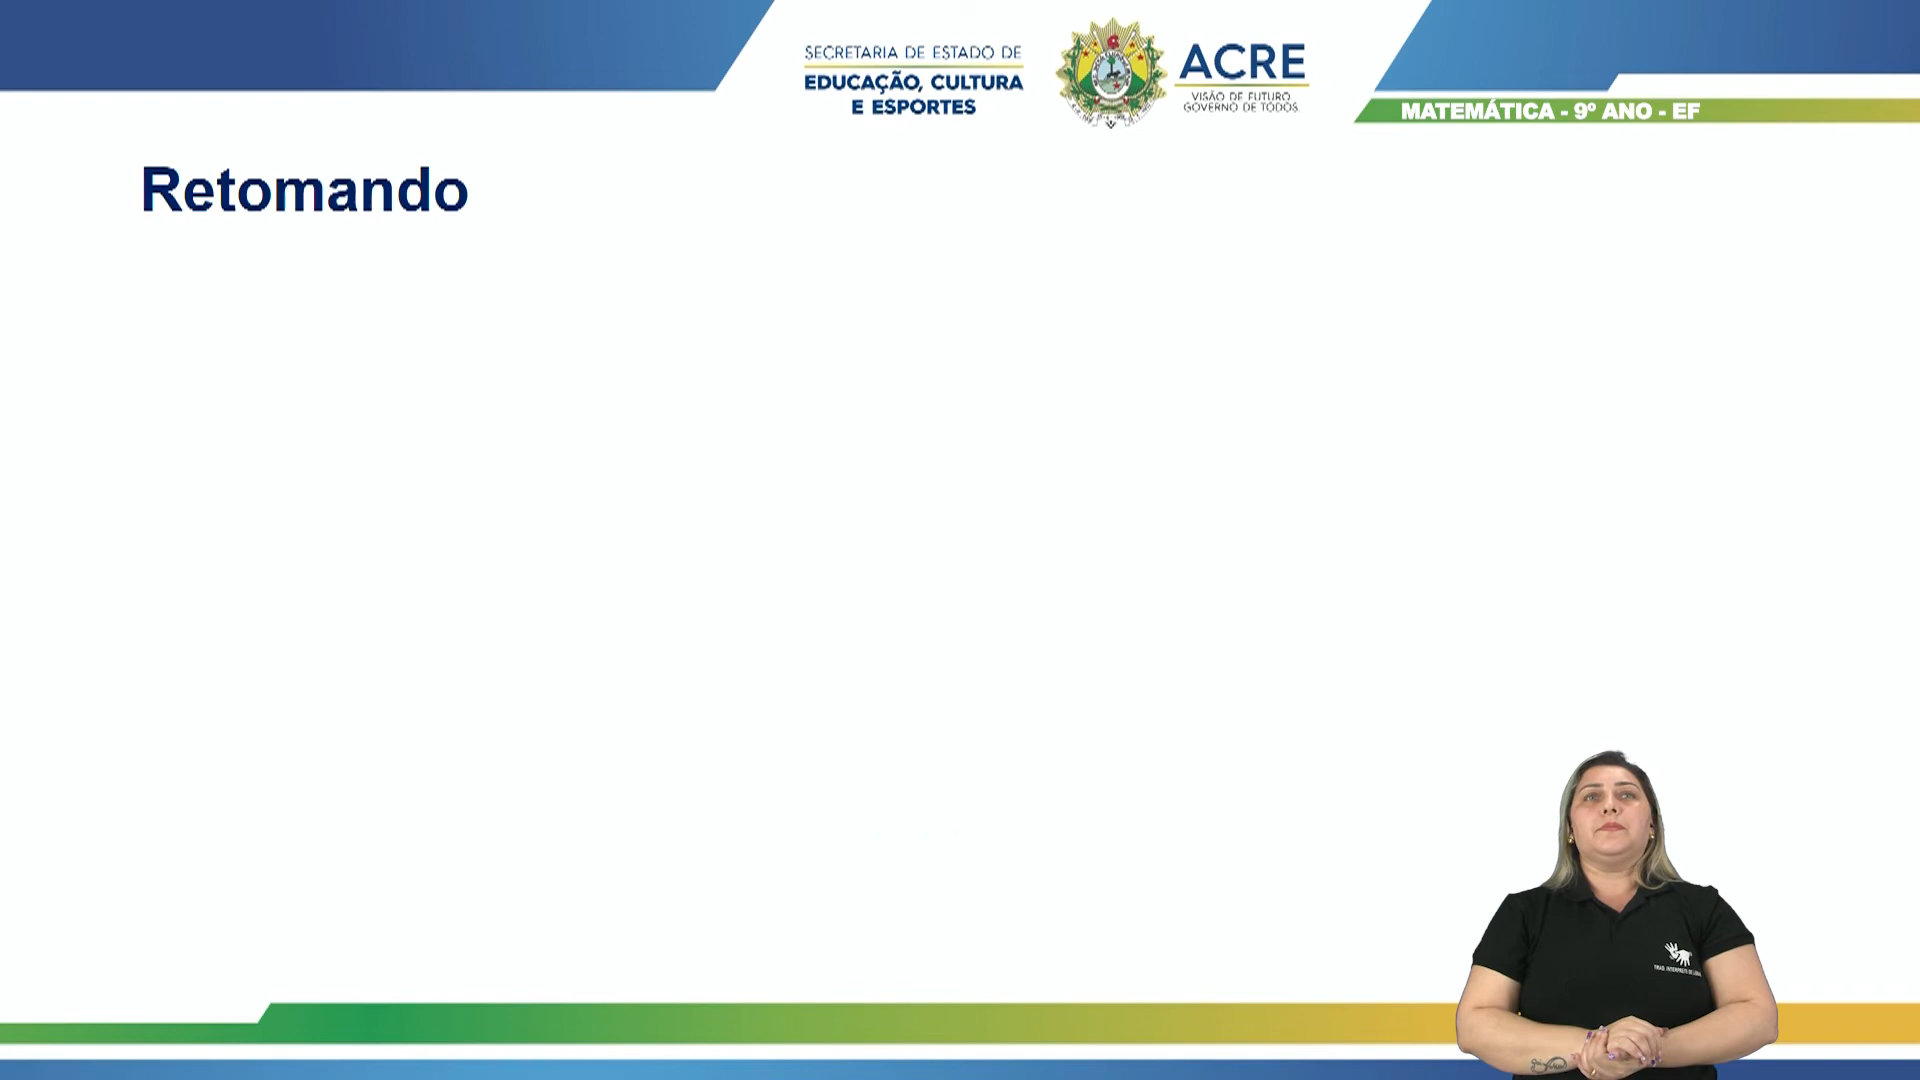 SECRETARIA DE ESTADO DE
EDUCAÇÃO, CULTURA
E ESPORTES
ACRE
VISÃO DE FUTURO
GOVERNO DE TODOS
MATEMÁTICA - 9º ANO - EF
Retomando